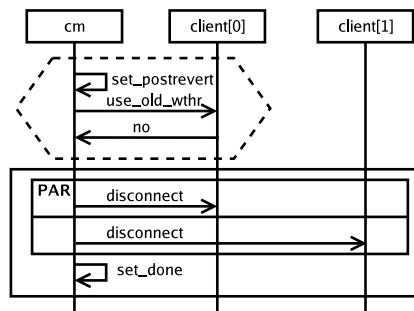 cm
client[0]
client[1]
set_postrevert
use_old_wthr
no
PAR
disconnect
disconnect
set_done